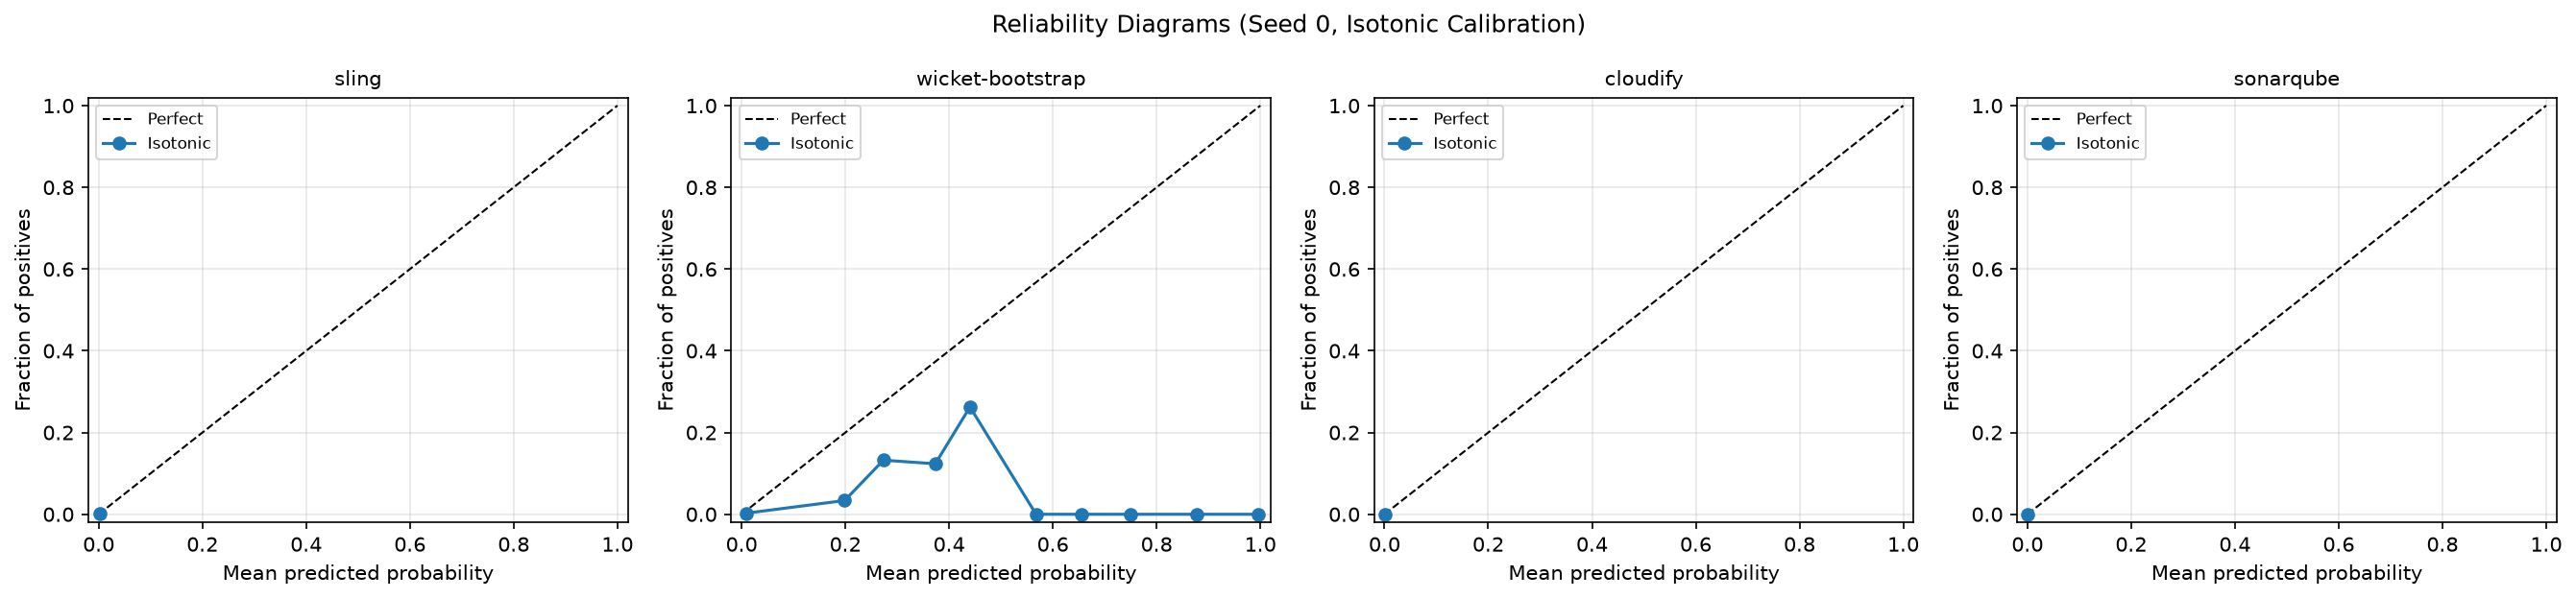 Reliability Diagrams (Seed 0, Isotonic Calibration)
sling
Perfect
Isotonic
Fraction of positives
1.0
0.8
0.6
0.4
0.2
0.0
0.0 0.2 0.4 0.6 0.8 1.0
Mean predicted probability
wicket-bootstrap
Perfect
Isotonic
Fraction of positives
1.0
0.8
0.6
0.4
0.2
0.0
0.0 0.2 0.4 0.6 0.8 1.0
Mean predicted probability
cloudify
Perfect
Isotonic
Fraction of positives
1.0
0.8
0.6
0.4
0.2
0.0
0.0 0.2 0.4 0.6 0.8 1.0
Mean predicted probability
sonarqube
Perfect
Isotonic
Fraction of positives
1.0
0.8
0.6
0.4
0.2
0.0
0.0 0.2 0.4 0.6 0.8 1.0
Mean predicted probability